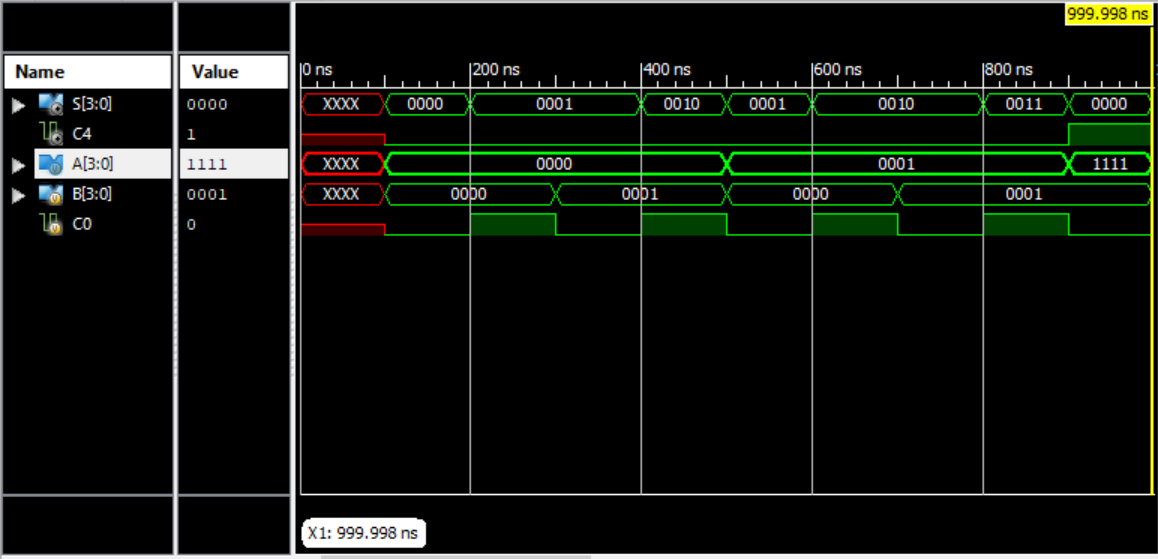 999.998 ns
Name Value 0 ns 200 ns 400 ns 600 ns 800 ns
S[3:0] 0000 XXXX 0000 0001 0010 0001 0010 0011 0000
C4 1
A[3:0] 1111 XXXX 0000 0001 1111
B[3:0] 0001 XXXX 0000 0001 0000 0001
C0 0
X1: 999.998 ns